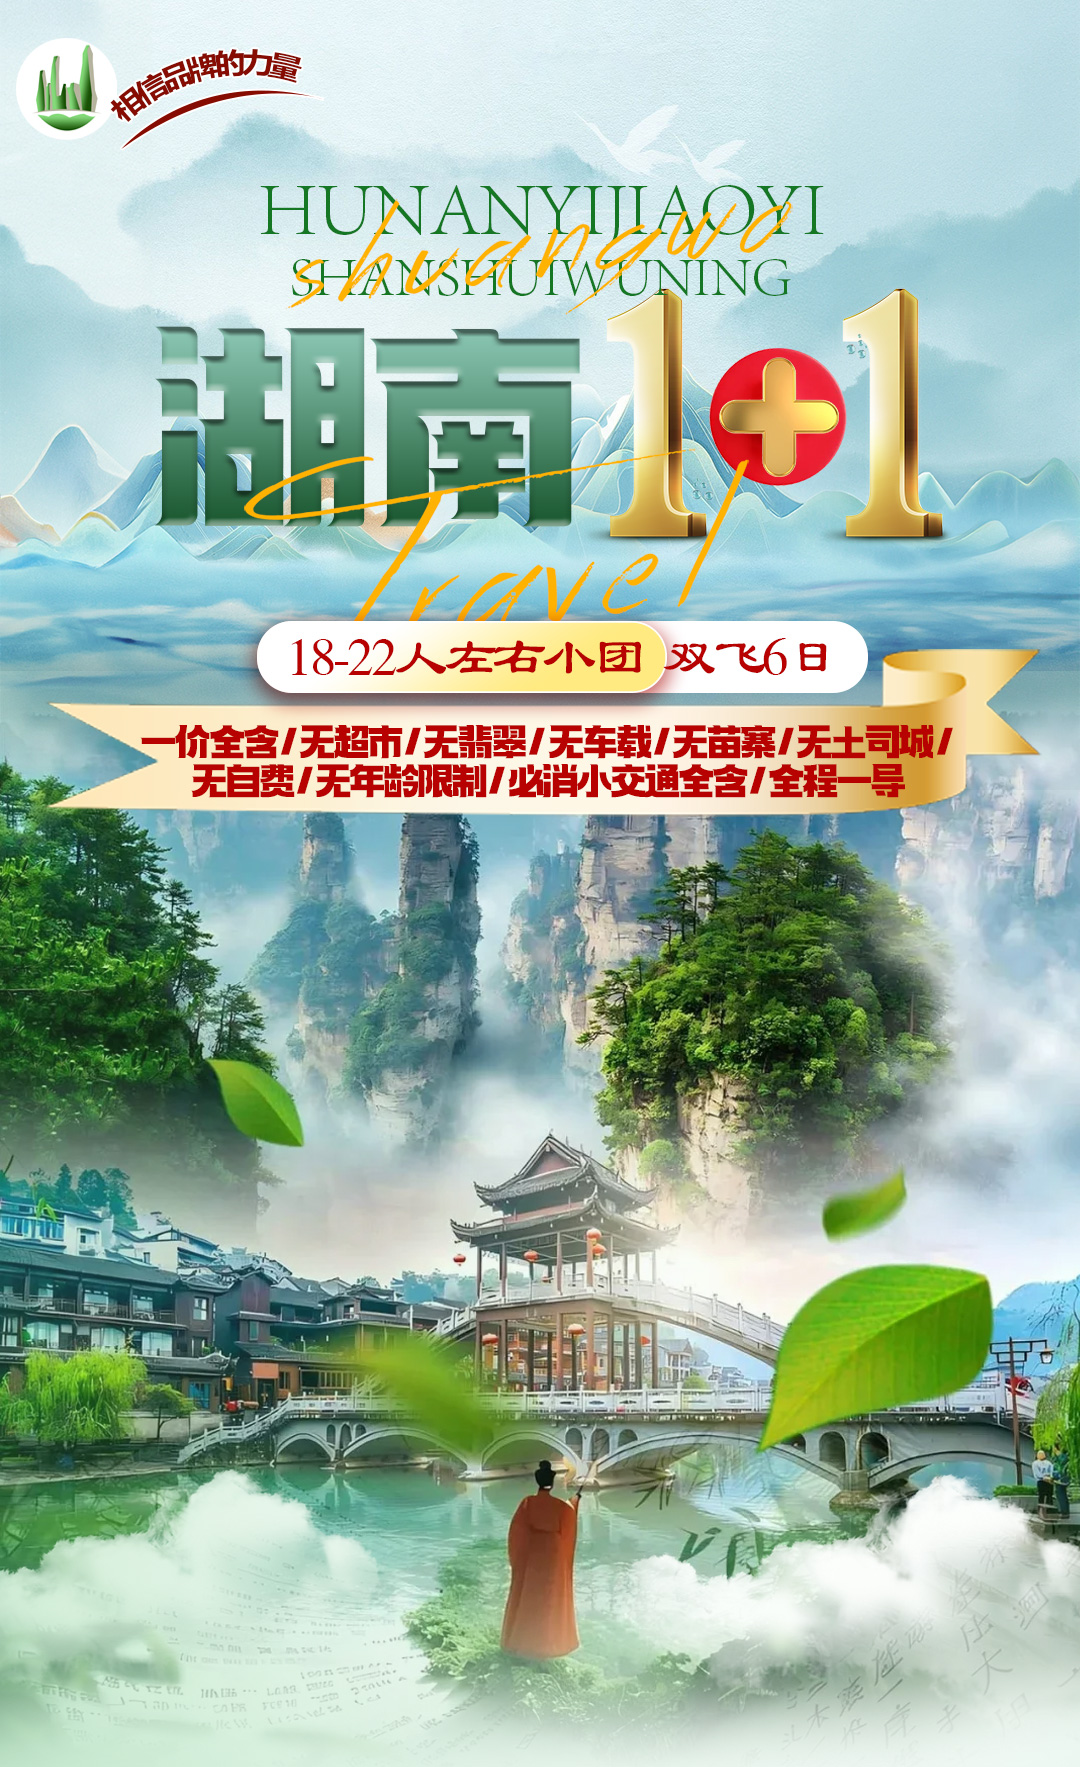 相信品牌的力量
HUNANYIJIAOYI
shuangwo
SHANSHUIWUNING
湖南1+1
Travel
18-22人左右小团 双飞6日
一价全含/无超市/无翡翠/无车载/无苗寨/无土司城/
无自费/无年龄限制/必消小交通全含/全程一导